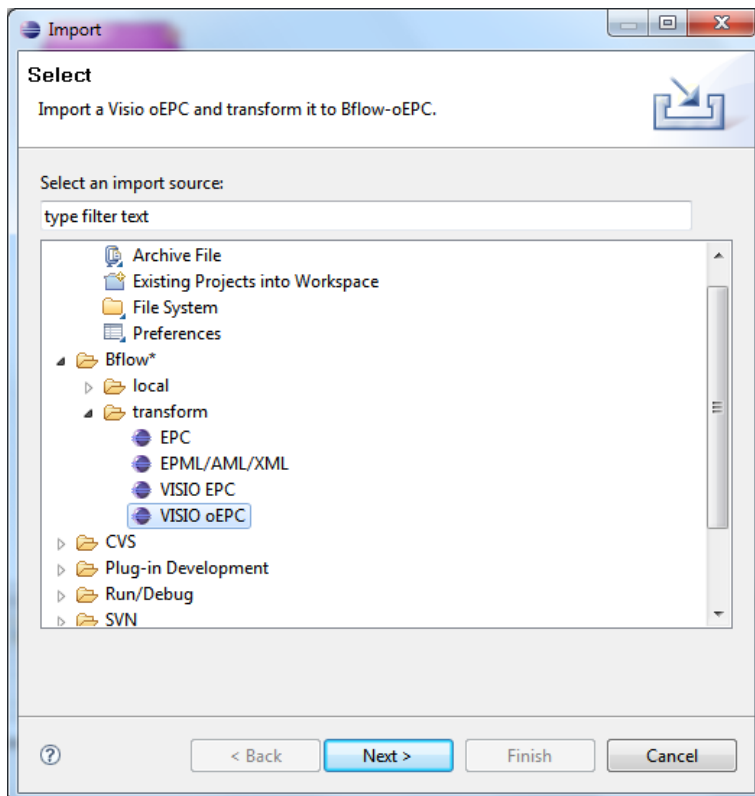 Import
Select
Import a Visio oEPC and transform it to Bflow-oEPC.
Select an import source:
type filter text
Archive File
Existing Projects into Workspace
File System
Preferences
Bflow*
local
transform
EPC
EPML/AML/XML
VISIO EPC
VISIO oEPC
CVS
Plug-in Development
Run/Debug
SVN
? < Back Next > Finish Cancel